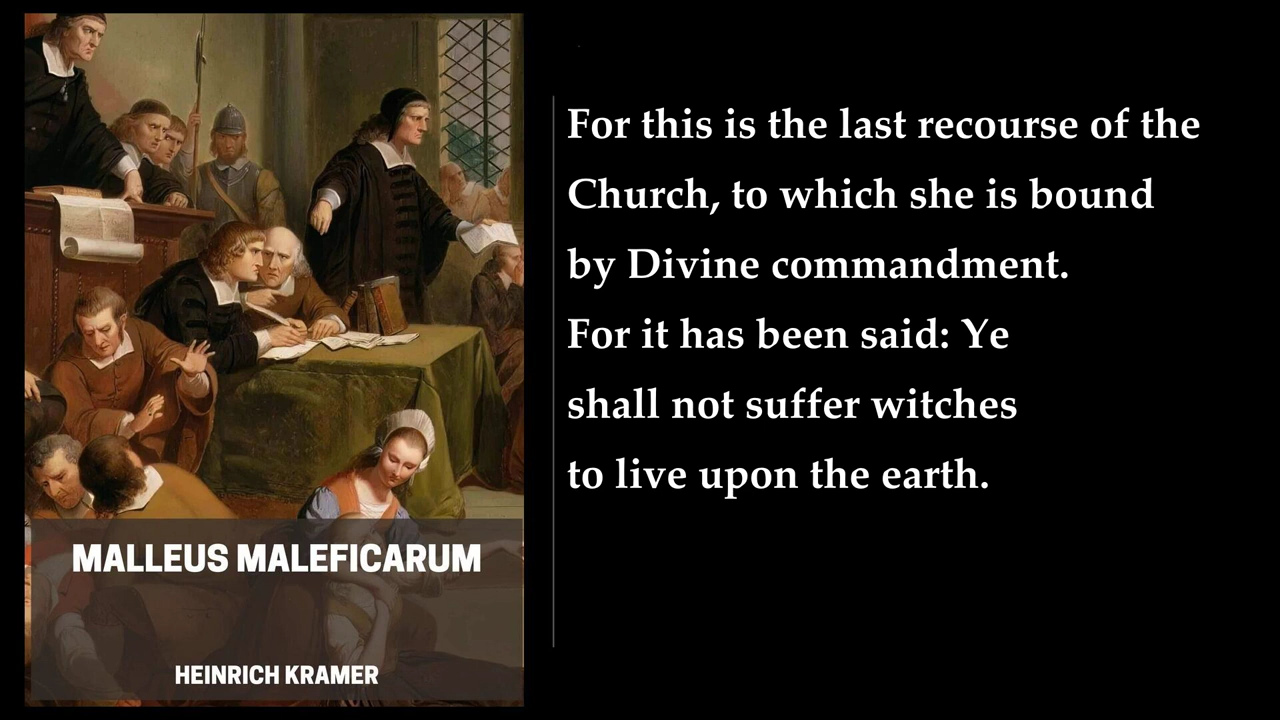 For this is the last recourse of the
Church, to which she is bound
by Divine commandment.
For it has been said: Ye
shall not suffer witches
to live upon the earth.
MALLEUS MALEFICARUM
HEINRICH KRAMER